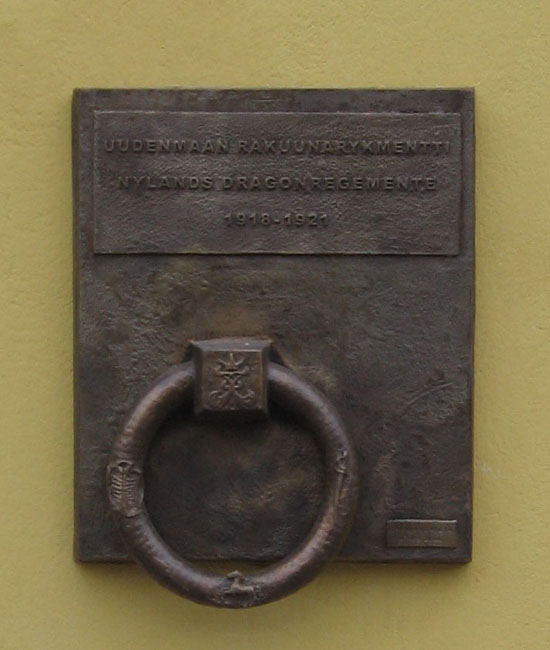 UUDENMAAN RAKUUNARYKMENTTI
NYLANDS DRAGONREGEMENTE
1918-1921